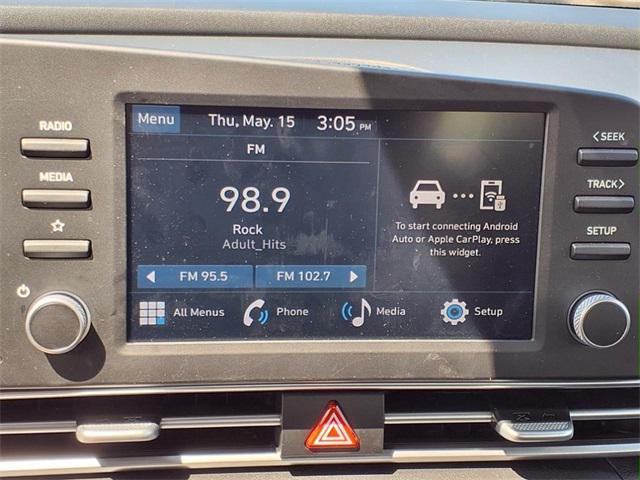 RADIO
MEDIA
Menu Thu, May. 15 3:05 PM
FM
98.9
Rock
Adult_Hits
FM 95.5 FM 102.7
To start connecting Android
Auto or Apple CarPlay, press
this widget.
All Menus Phone Media Setup
< SEEK
TRACK >
SETUP